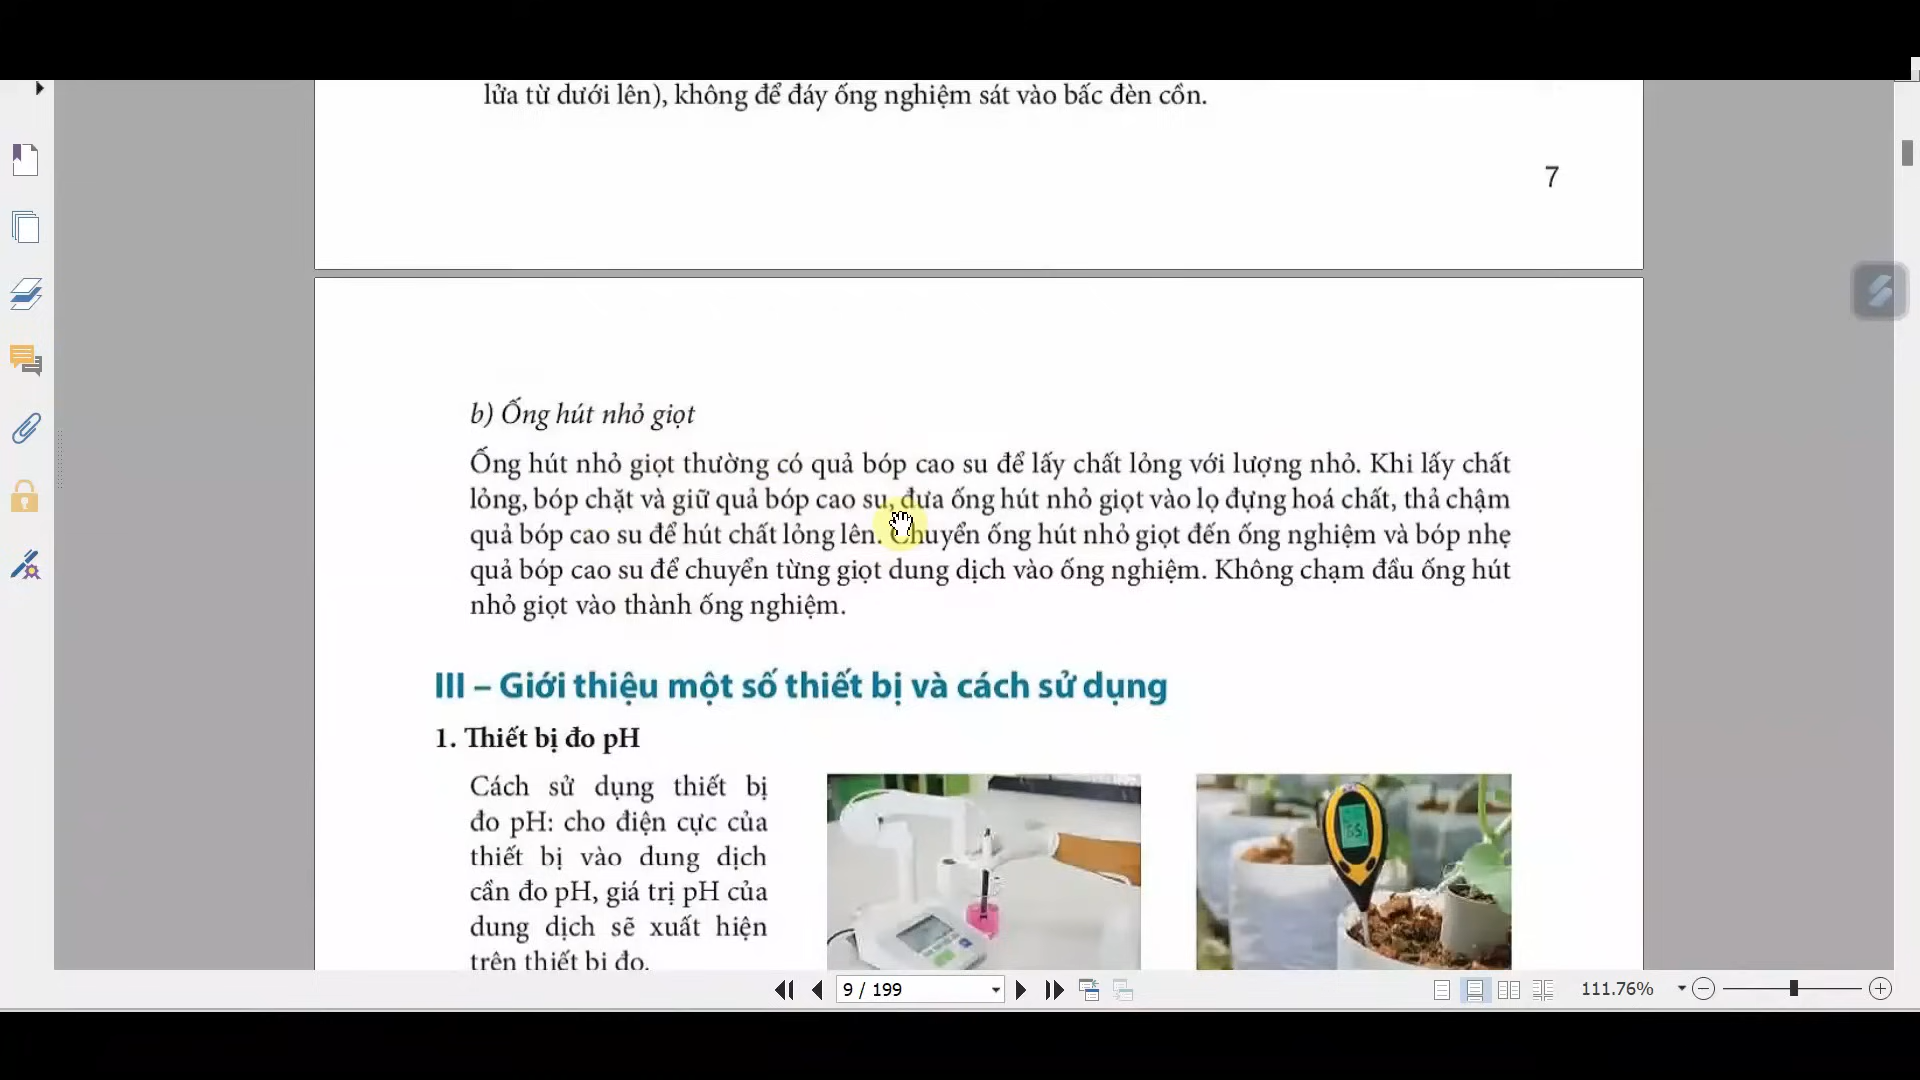 lửa từ dưới lên), không để đáy ống nghiệm sát vào bấc đèn cồn.
7
b) Ống hút nhỏ giọt
Ống hút nhỏ giọt thường có quả bóp cao su để lấy chất lỏng với lượng nhỏ. Khi lấy chất
lỏng, bóp chặt và giữ quả bóp cao su, đưa ống hút nhỏ giọt vào lọ đựng hoá chất, thả chậm
quả bóp cao su để hút chất lỏng lên. Chuyển ống hút nhỏ giọt đến ống nghiệm và bóp nhẹ
quả bóp cao su để chuyển từng giọt dung dịch vào ống nghiệm. Không chạm đầu ống hút
nhỏ giọt vào thành ống nghiệm.
III – Giới thiệu một số thiết bị và cách sử dụng
1. Thiết bị đo pH
Cách sử dụng thiết bị
đo pH: cho điện cực của
thiết bị vào dung dịch
cần đo pH, giá trị pH của
dung dịch sẽ xuất hiện
trên thiết bị đo.
9 / 199
111.76%